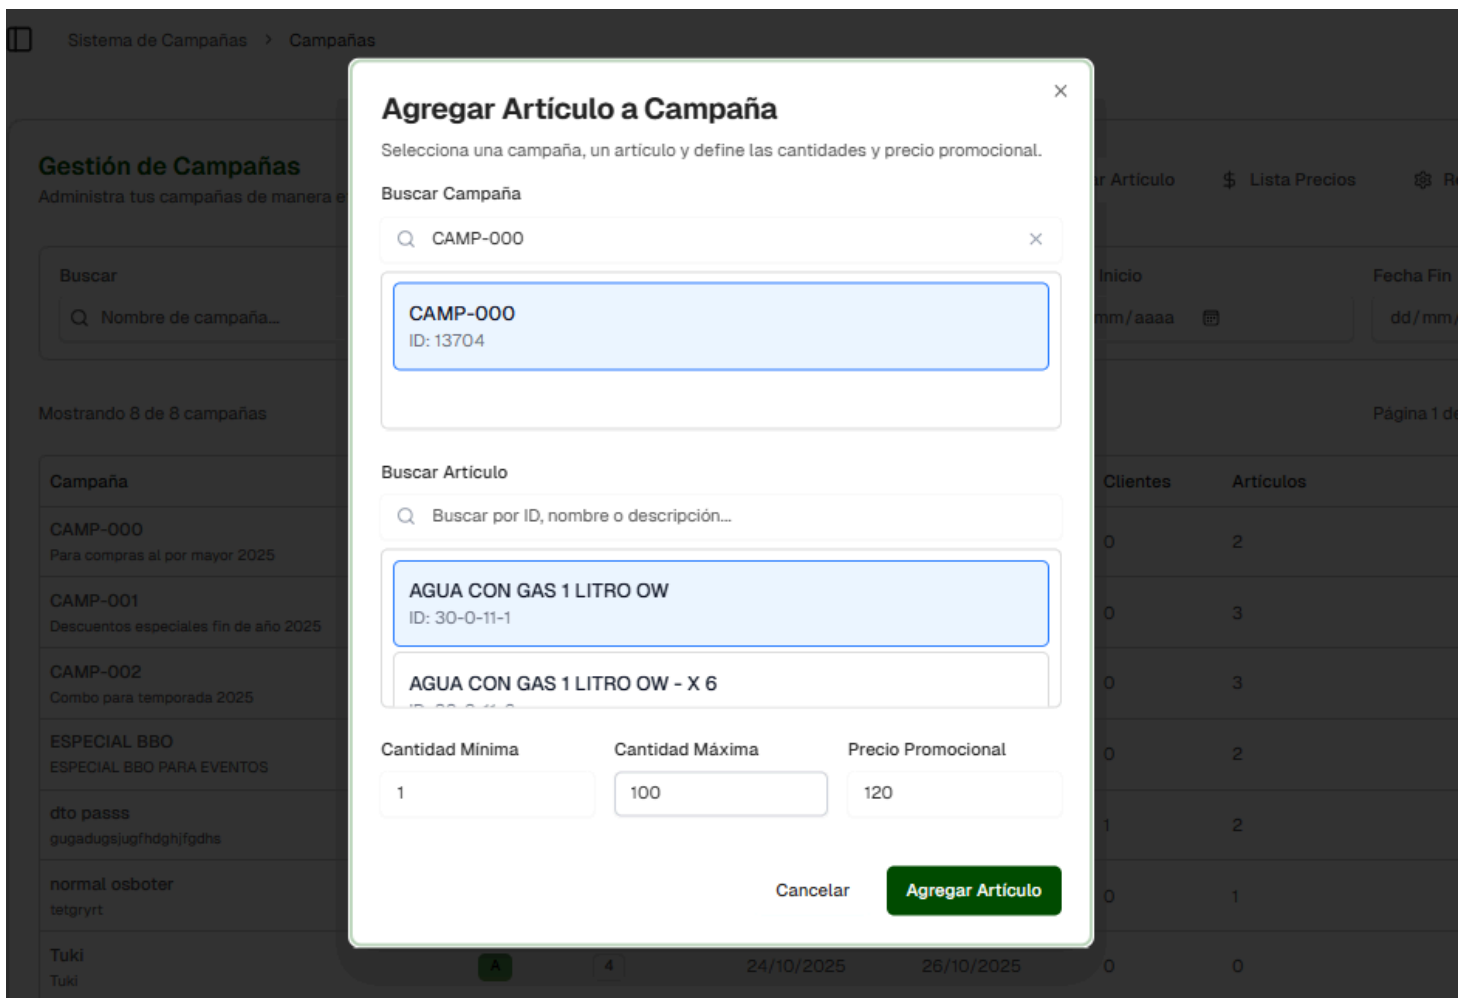 Sistema de Campañas > Campañas
Agregar Artículo a Campaña
Selecciona una campaña, un artículo y define las cantidades y precio promocional.
Buscar Campaña
CAMP-000
CAMP-000
ID: 13704
Buscar Artículo
Buscar por ID, nombre o descripción...
AGUA CON GAS 1 LITRO OW
ID: 30-0-11-1
AGUA CON GAS 1 LITRO OW - X 6
Cantidad Mínima Cantidad Máxima Precio Promocional
1 100 120
Cancelar Agregar Artículo
Gestión de Campañas
Administra tus campañas de manera
Artículo $ Lista Precios
Buscar Inicio Fecha Fin
Nombre de campaña... mm/aaaa dd/mm/
Mostrando 8 de 8 campañas Página 1
Campaña Clientes Artículos
CAMP-000 0 2
Para compras al por mayor 2025
CAMP-001 0 3
Descuentos especiales fin de año 2025
CAMP-002 0 3
Combo para temporada 2025
ESPECIAL BBO 0 2
ESPECIAL BBO PARA EVENTOS
dto passs 1 2
gugadugsjugfhdghjfgdhs
normal osboter 0 1
tetgryrt
Tuki A 4 24/10/2025 26/10/2025 0 0
Tuki